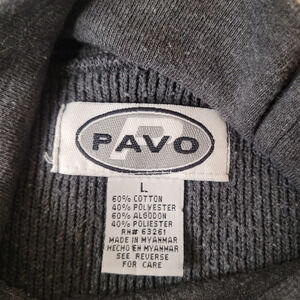 PAVO
L
60% COTTON
40% POLYESTER
60% ALGODON
40% POLIESTER
RN# 63261
MADE IN MYANMAR
HECHO EN MYANMAR
SEE REVERSE
FOR CARE